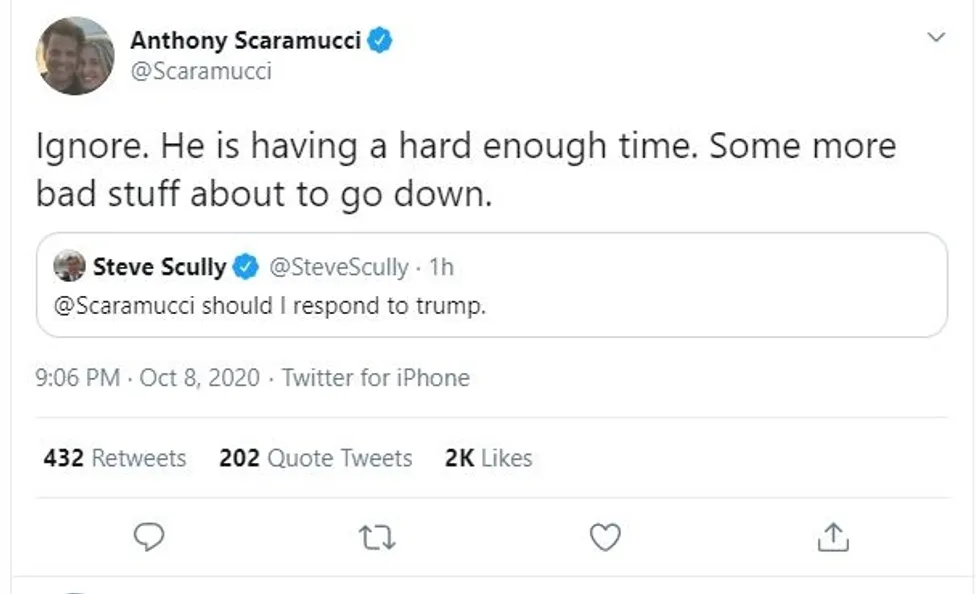 Anthony Scaramucci
@Scaramucci
Ignore. He is having a hard enough time. Some more
bad stuff about to go down.
Steve Scully @SteveScully · 1h
@Scaramucci should I respond to trump.
9:06 PM · Oct 8, 2020 · Twitter for iPhone
432 Retweets 202 Quote Tweets 2K Likes